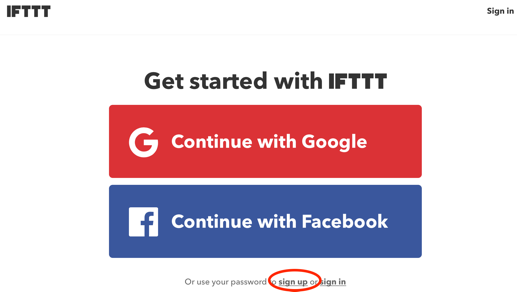 IFTTT
Sign in
Get started with IFTTT
Continue with Google
Continue with Facebook
Or use your password to sign up or sign in